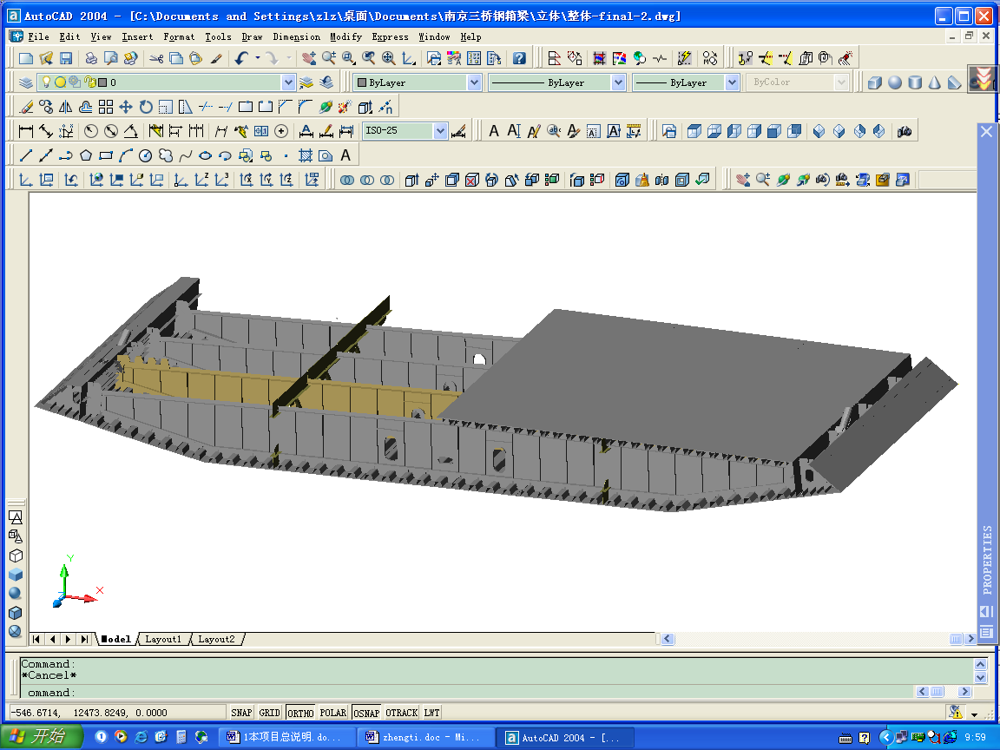 AutoCAD 2004 - [C:\Documents and Settings\zlz\桌面\Documents\南京三桥钢箱梁\立体\整体-final-2.dwg]
File Edit View Insert Format Tools Draw Dimension Modify Express Window Help
0 ByLayer ByLayer ByLayer ByColor
ISO-25
PROPERTIES
Y
X
Z
Model Layout1 Layout2
Command:
*Cancel*
ommand:
-546.6714, 12473.8249, 0.0000 SNAP GRID ORTHO POLAR OSNAP OTRACK LWT
开始 1本项目总说明.do... zhengti.doc - Mi... AutoCAD 2004 - [... 9:59